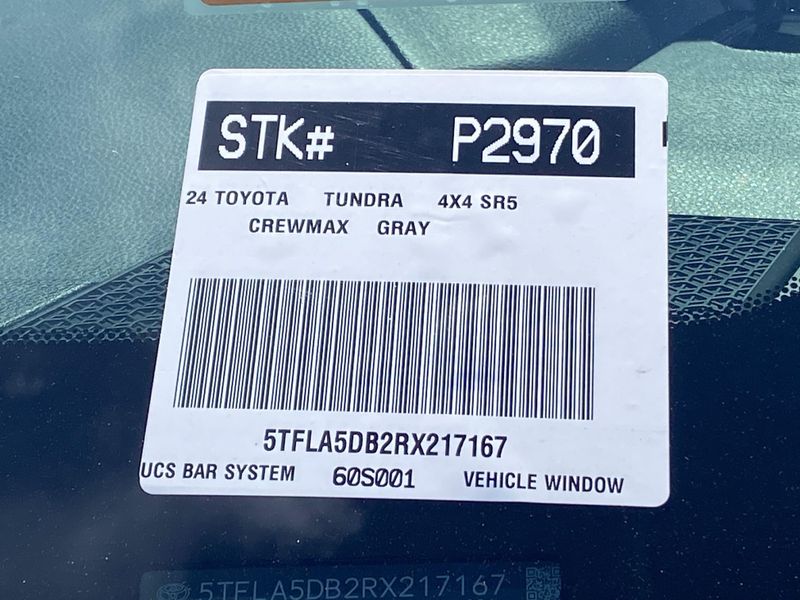 STK# P2970
24 TOYOTA TUNDRA 4X4 SR5
CREWMAX GRAY
5TFLA5DB2RX217167
UCS BAR SYSTEM 60S001 VEHICLE WINDOW
5TFLA5DB2RX217167